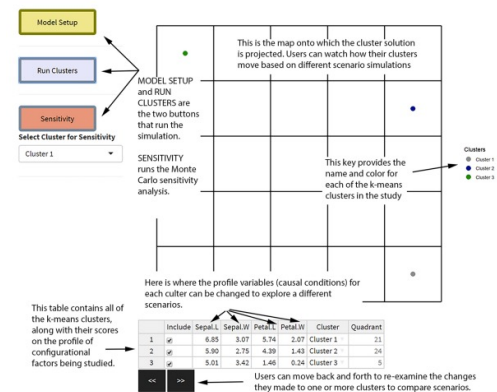 Model Setup
This is the map onto which the cluster solution
is projected. Users can watch how their clusters
move based on different scenario simulations
Run Clusters
MODEL SETUP
and RUN
CLUSTERS are
the two buttons
that run the
simulation.
SENSITIVITY
runs the Monte
Carlo sensitivity
analysis.
Sensitivity
Select Cluster for Sensitivity
Cluster 1
This key provides the
name and color for
each of the k-means
clusters in the study
Clusters
Cluster 1
Cluster 2
Cluster 3
Here is where the profile variables (causal conditions) for
each culter can be changed to explore a different
scenarios.
This table contains all of
the k-means clusters,
along with their scores
on the profile of
configurational
factors being studied.
Include Sepal.L Sepal.W Petal.L Petal.W Cluster Quadrant
1 6.85 3.07 5.74 2.07 Cluster 1 21
2 5.90 2.75 4.39 1.43 Cluster 2 24
3 5.01 3.42 1.46 0.24 Cluster 3 5
<< >>
Users can move back and forth to re-examine the changes
they made to one or more clusters to compare scenarios.